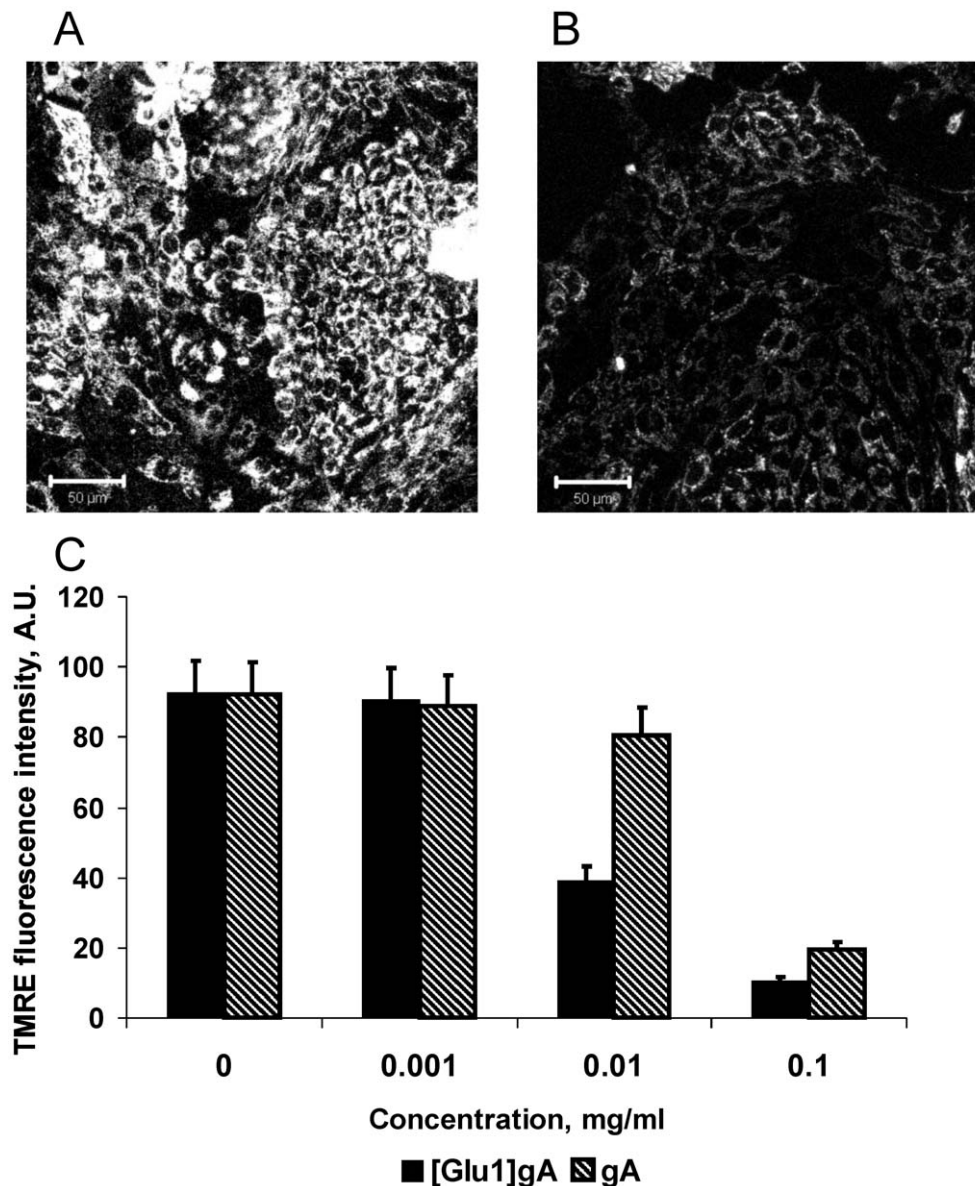 A
B
50 µm
50 µm
C
TMRE fluorescence intensity, A.U.
120
100
80
60
40
20
0
0 0.001 0.01 0.1
Concentration, mg/ml
[Glu1]gA gA